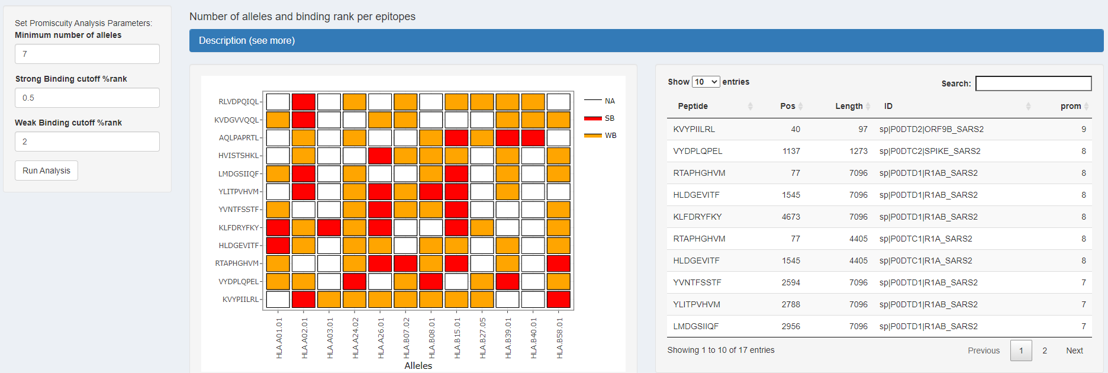 Set Promiscuity Analysis Parameters:
Minimum number of alleles
7
Strong Binding cutoff %rank
0.5
Weak Binding cutoff %rank
2
Run Analysis
Number of alleles and binding rank per epitopes
Description (see more)
RLVDPQIQL
KVDGVVQQL
AQLPAPRTL
HVISTSHKL
LMDGSIIQF
YLITPVHVM
YVNTFSSTF
KLFDRYFKY
HLDGEVITF
RTAPHGHVM
VYDPLQPEL
KVYPIILRL
HLA.A01.01
HLA.A02.01
HLA.A03.01
HLA.A24.02
HLA.A26.01
HLA.B07.02
HLA.B08.01
HLA.B15.01
HLA.B27.05
HLA.B39.01
HLA.B40.01
HLA.B58.01
Alleles
NA
SB
WB
Show 10 entries
Search:
Peptide Pos Length ID prom
KVYPIILRL 40 97 sp|P0DTD2|ORF9B_SARS2 9
VYDPLQPEL 1137 1273 sp|P0DTC2|SPIKE_SARS2 8
RTAPHGHVM 77 7096 sp|P0DTD1|R1AB_SARS2 8
HLDGEVITF 1545 7096 sp|P0DTD1|R1AB_SARS2 8
KLFDRYFKY 4673 7096 sp|P0DTD1|R1AB_SARS2 8
RTAPHGHVM 77 4405 sp|P0DTC1|R1A_SARS2 8
HLDGEVITF 1545 4405 sp|P0DTC1|R1A_SARS2 8
YVNTFSSTF 2594 7096 sp|P0DTD1|R1AB_SARS2 7
YLITPVHVM 2788 7096 sp|P0DTD1|R1AB_SARS2 7
LMDGSIIQF 2956 7096 sp|P0DTD1|R1AB_SARS2 7
Showing 1 to 10 of 17 entries
Previous 1 2 Next